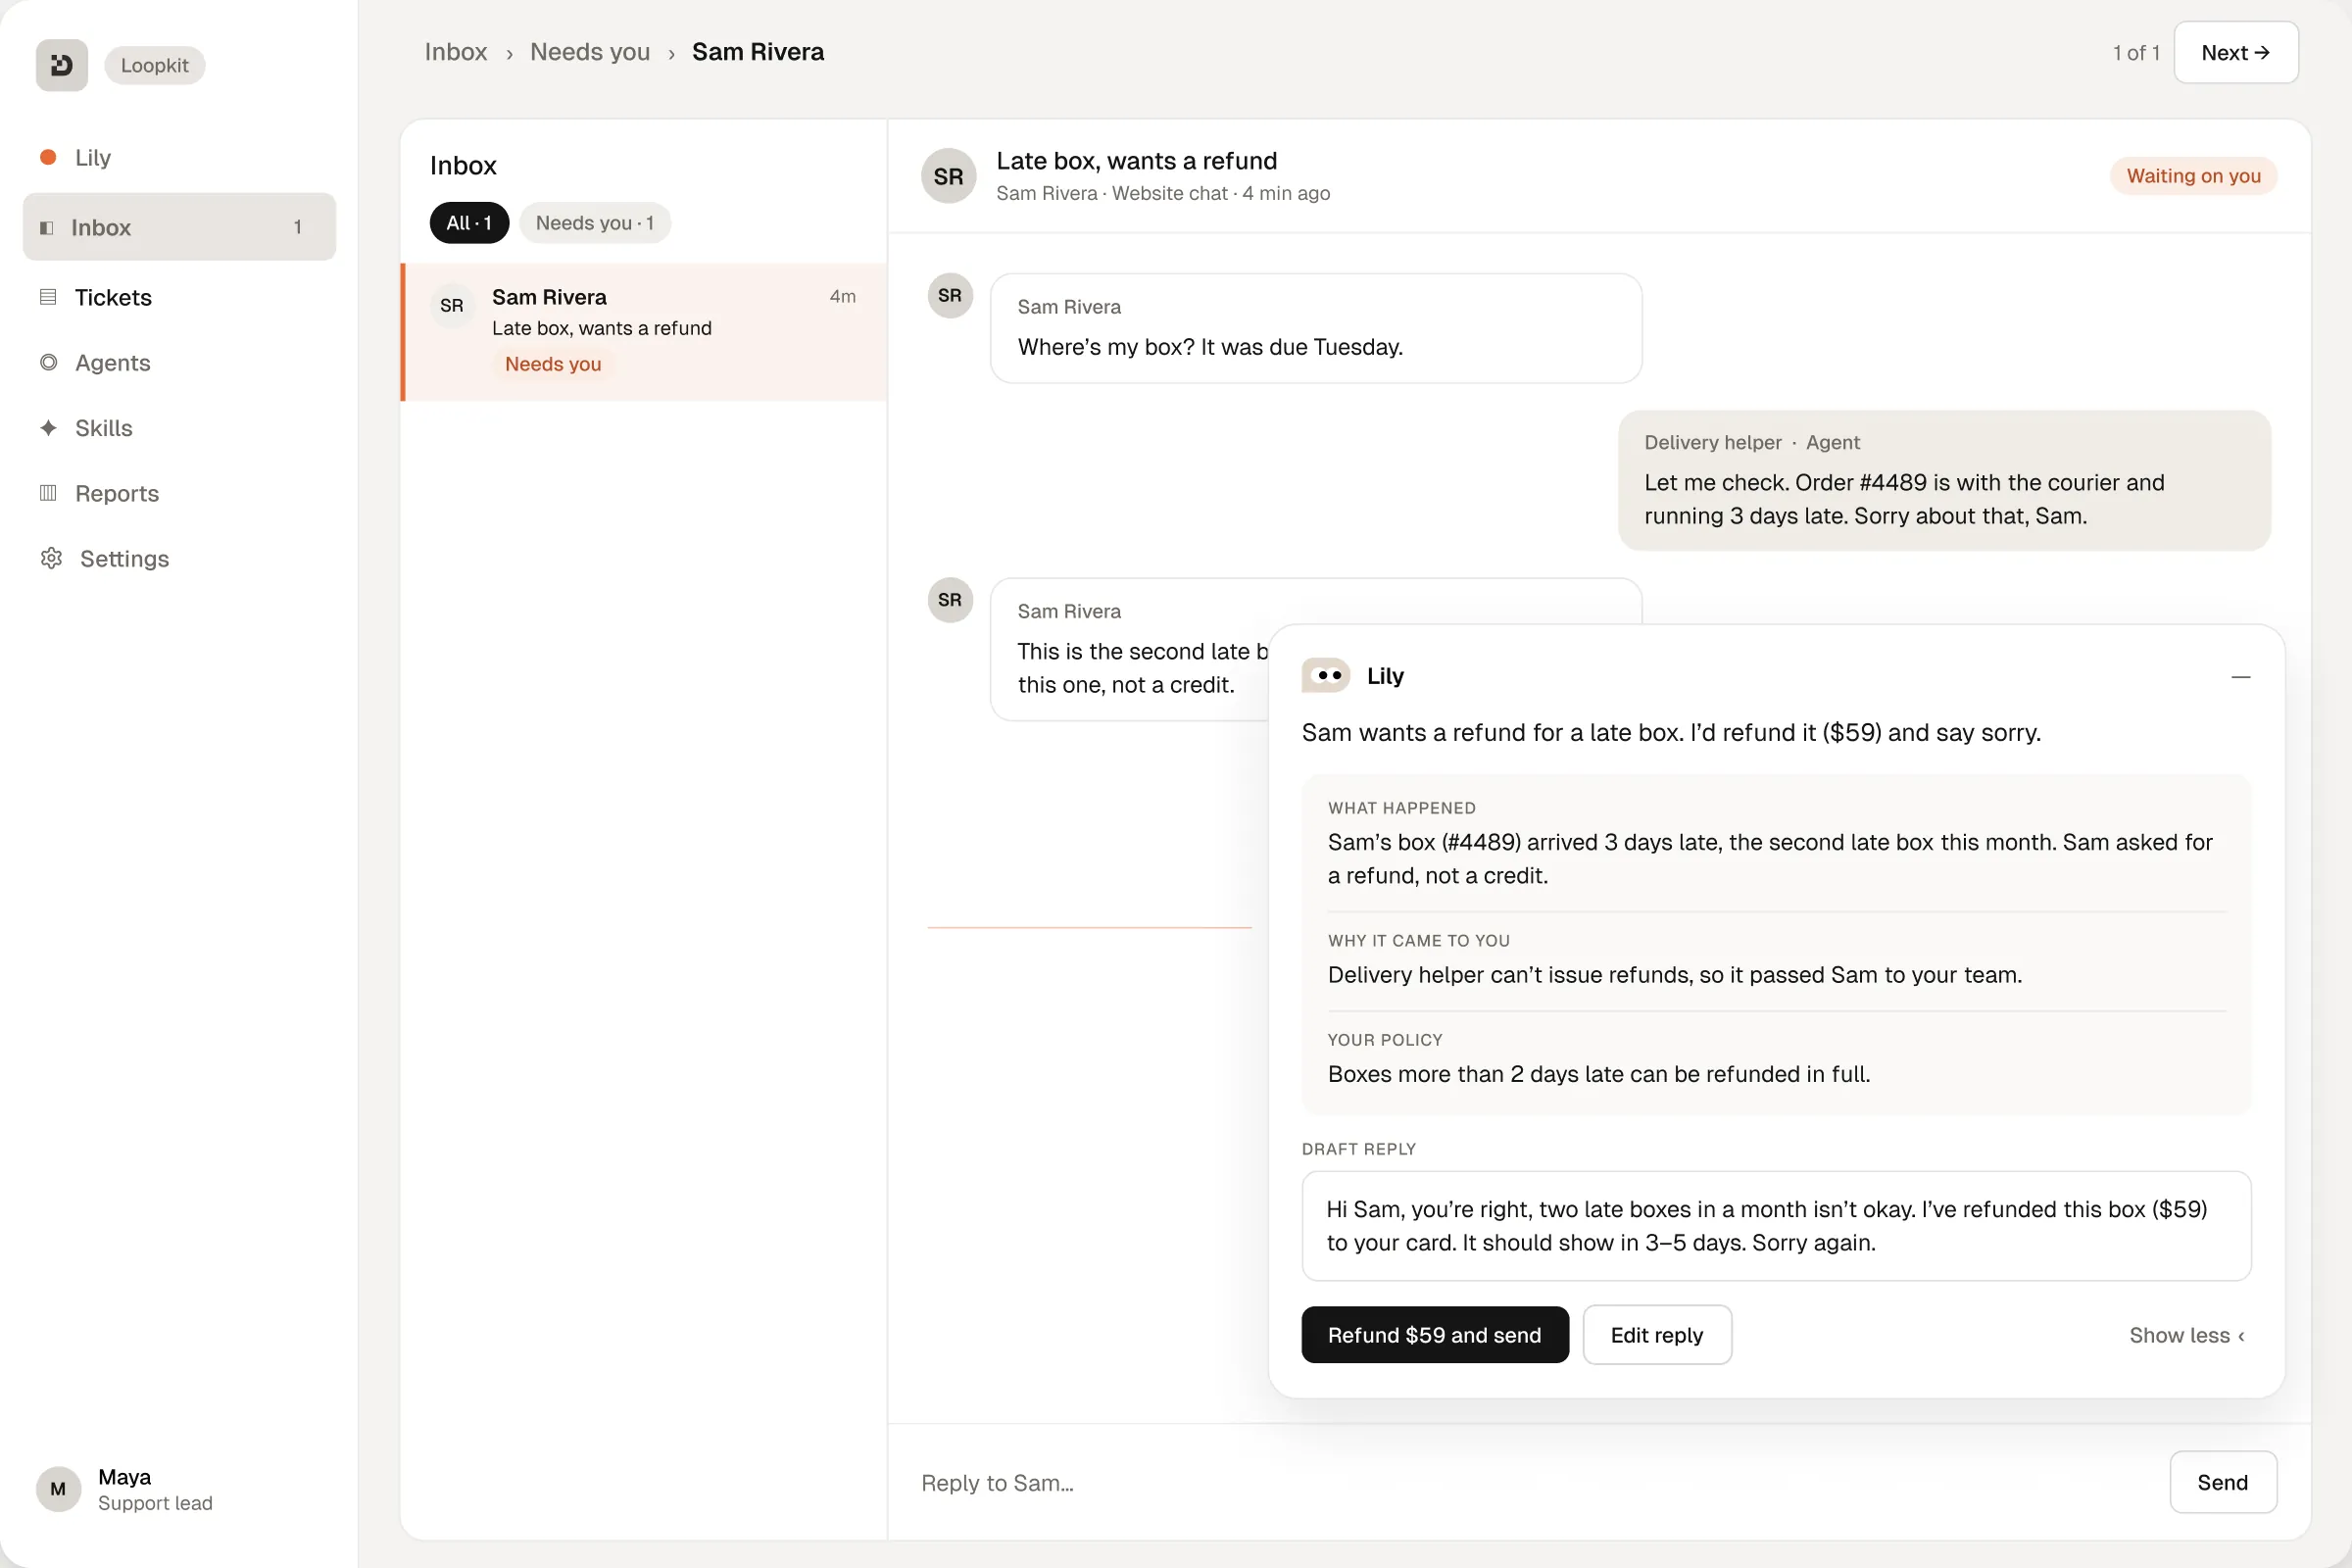 Loopkit
Lily
Inbox 1
Tickets
Agents
Skills
Reports
Settings
M
Maya
Support lead
Inbox › Needs you › Sam Rivera
1 of 1
Next →
Inbox
All · 1
Needs you · 1
SR
Sam Rivera
4m
Late box, wants a refund
Needs you
SR
Late box, wants a refund
Sam Rivera · Website chat · 4 min ago
Waiting on you
SR
Sam Rivera
Where’s my box? It was due Tuesday.
Delivery helper · Agent
Let me check. Order #4489 is with the courier and
running 3 days late. Sorry about that, Sam.
SR
Sam Rivera
This is the second late
this one, not a credit.
Lily
Sam wants a refund for a late box. I’d refund it ($59) and say sorry.
WHAT HAPPENED
Sam’s box (#4489) arrived 3 days late, the second late box this month. Sam asked for
a refund, not a credit.
WHY IT CAME TO YOU
Delivery helper can’t issue refunds, so it passed Sam to your team.
YOUR POLICY
Boxes more than 2 days late can be refunded in full.
DRAFT REPLY
Hi Sam, you’re right, two late boxes in a month isn’t okay. I’ve refunded this box ($59)
to your card. It should show in 3–5 days. Sorry again.
Refund $59 and send
Edit reply
Show less ‹
Reply to Sam…
Send